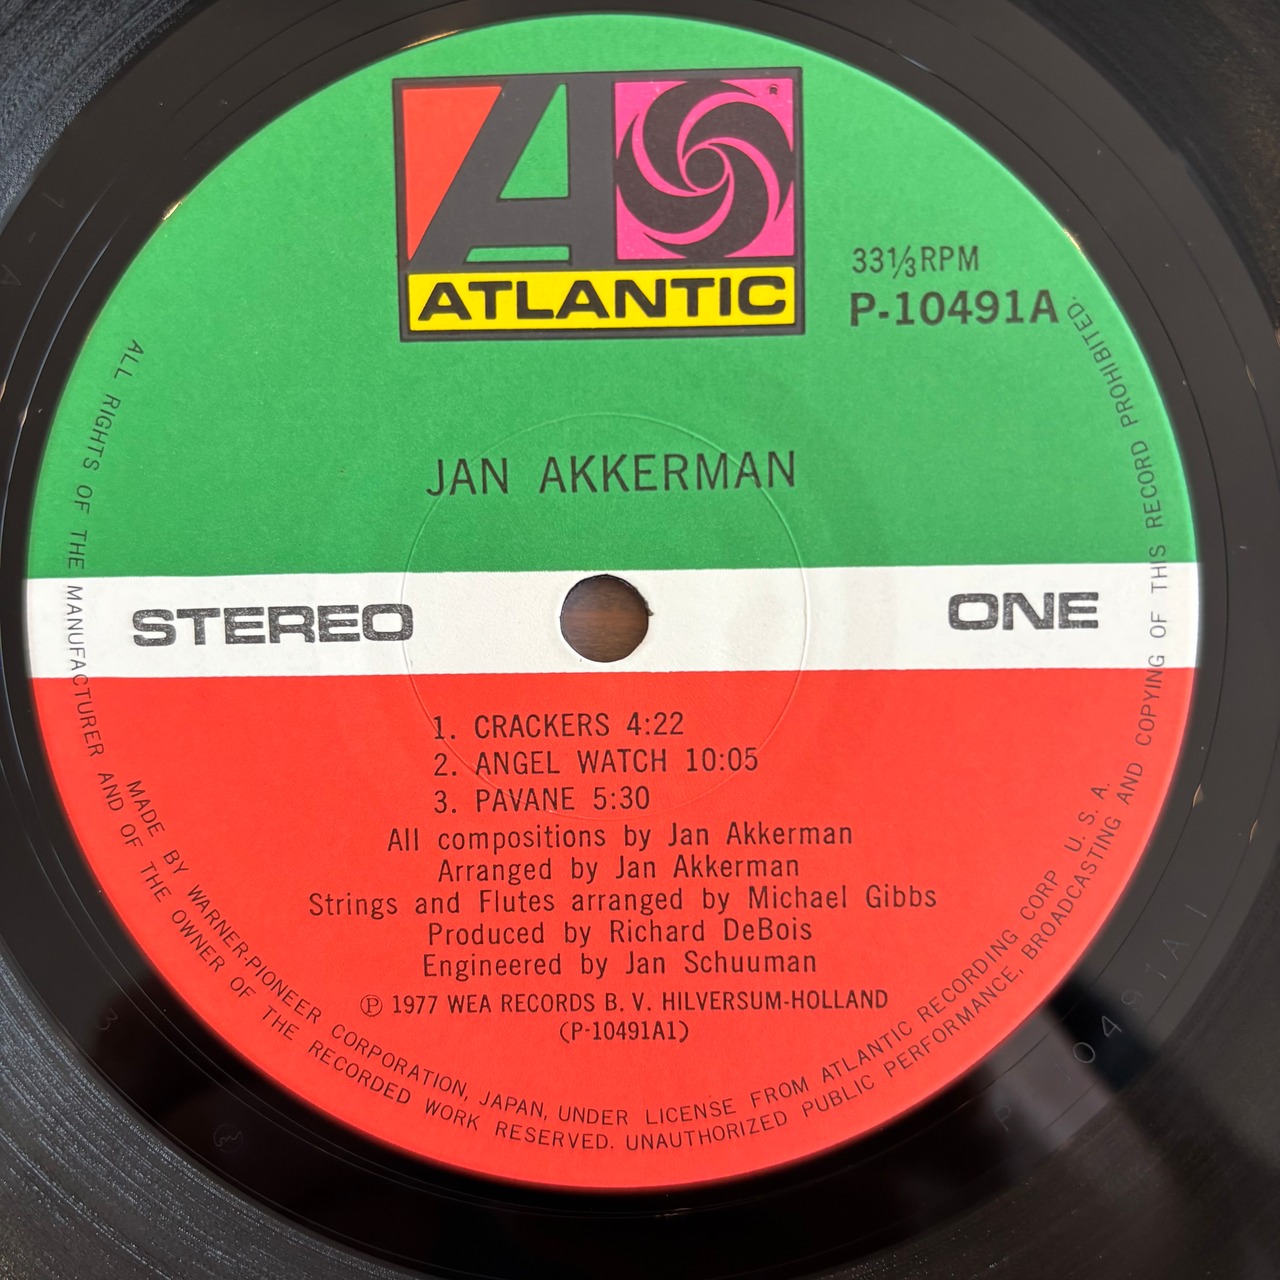 ATLANTIC
33⅓RPM
P-10491A
JAN AKKERMAN
STEREO
ONE
1. CRACKERS 4:22
2. ANGEL WATCH 10:05
3. PAVANE 5:30
All compositions by Jan Akkerman
Arranged by Jan Akkerman
Strings and Flutes arranged by Michael Gibbs
Produced by Richard DeBois
Engineered by Jan Schuuman
Ⓟ 1977 WEA RECORDS B. V. HILVERSUM-HOLLAND
(P-10491A1)
MADE BY WARNER-PIONEER CORPORATION, JAPAN, UNDER LICENSE FROM ATLANTIC RECORDING CORP U. S. A.
ALL RIGHTS OF THE MANUFACTURER AND OF THE OWNER OF THE RECORDED WORK RESERVED. UNAUTHORIZED PUBLIC PERFORMANCE, BROADCASTING AND COPYING OF THIS RECORD PROHIBITED.